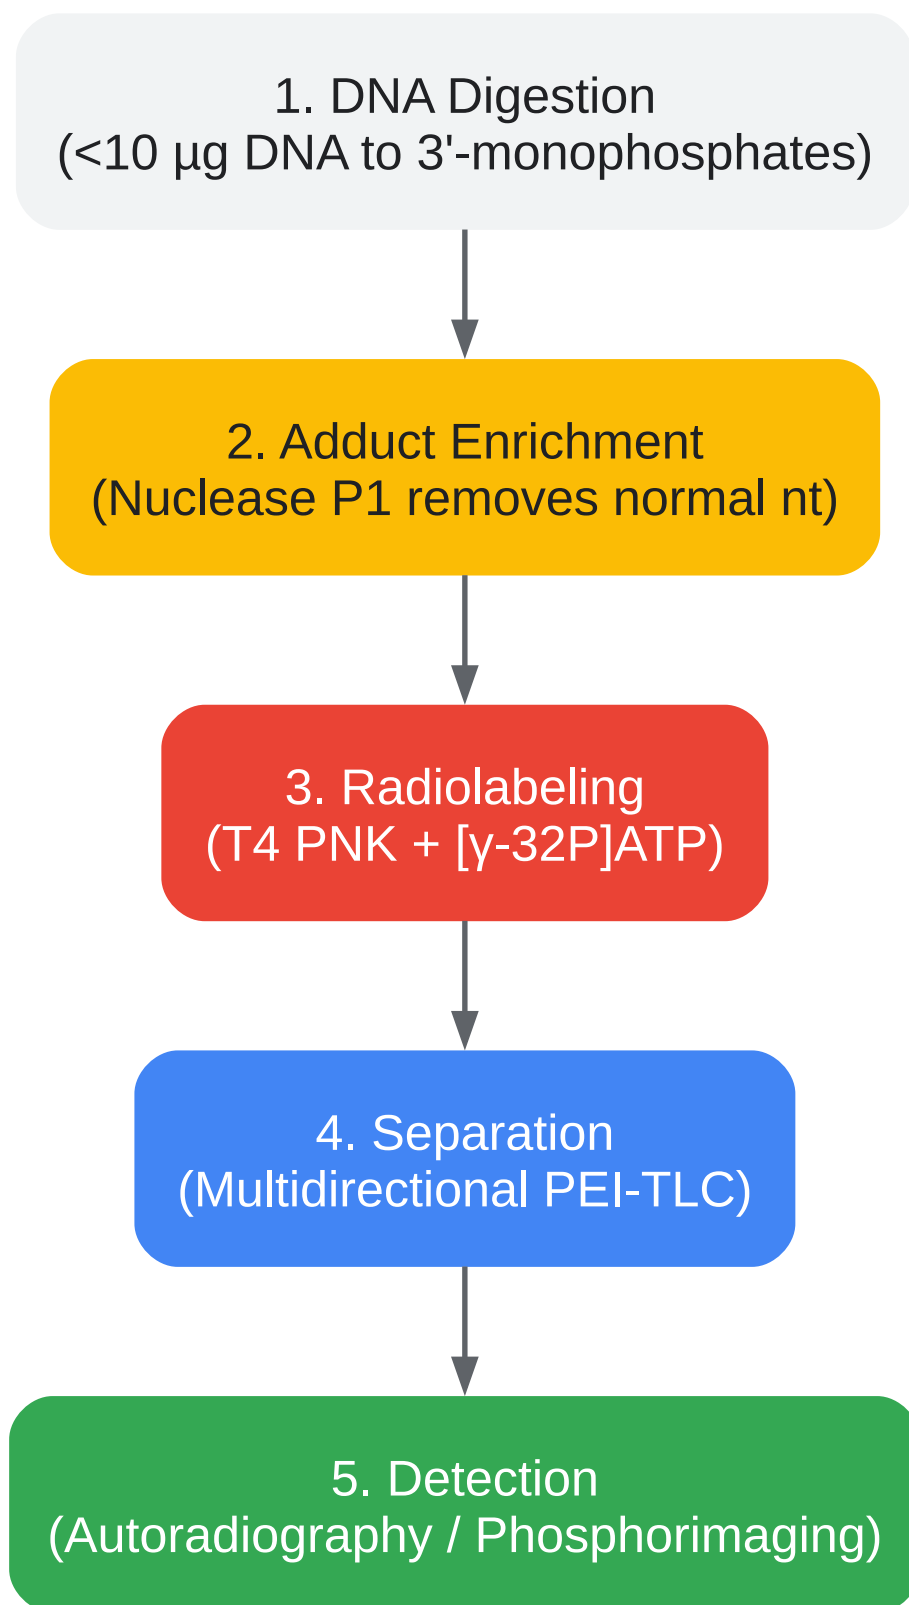 1. DNA Digestion
(<10 µg DNA to 3'-monophosphates)
2. Adduct Enrichment
(Nuclease P1 removes normal nt)
3. Radiolabeling
(T4 PNK + [γ-32P]ATP)
4. Separation
(Multidirectional PEI-TLC)
5. Detection
(Autoradiography / Phosphorimaging)